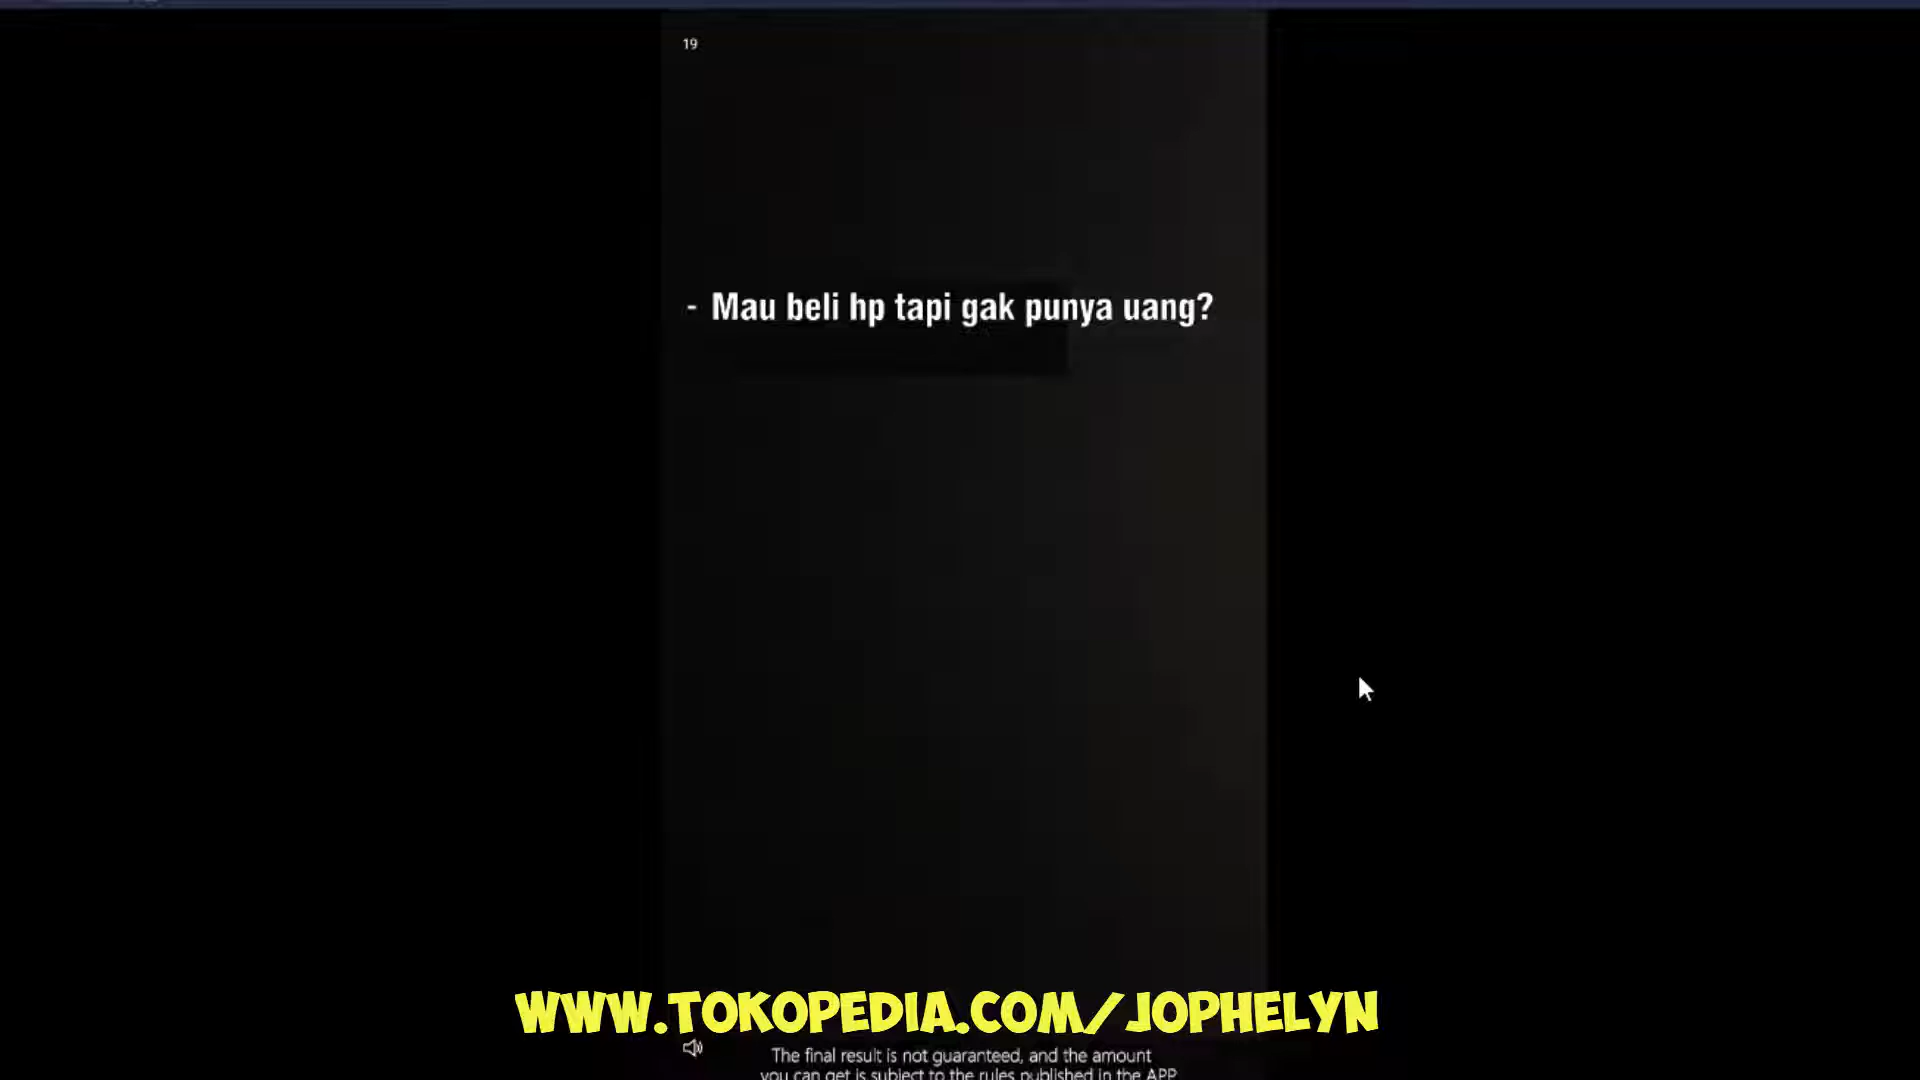 19
- Mau beli hp tapi gak punya uang?
WWW.TOKOPEDIA.COM/JOPHELYN
The final result is not guaranteed, and the amount
you can get is subject to the rules published in the APP